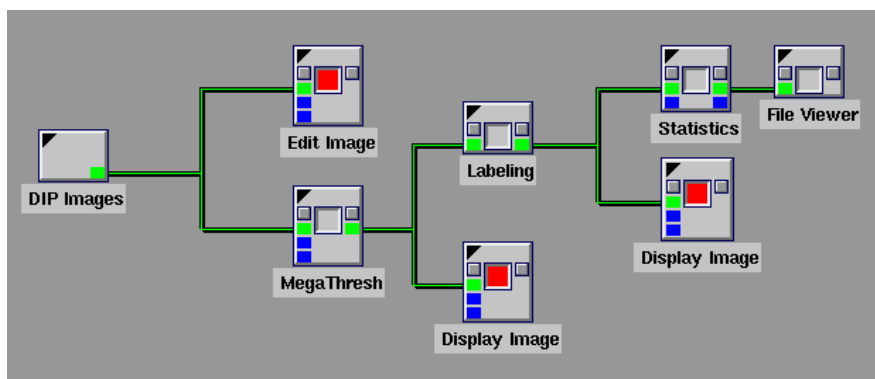 DIP Images
Edit Image
MegaThresh
Labeling
Display Image
Statistics
File Viewer
Display Image